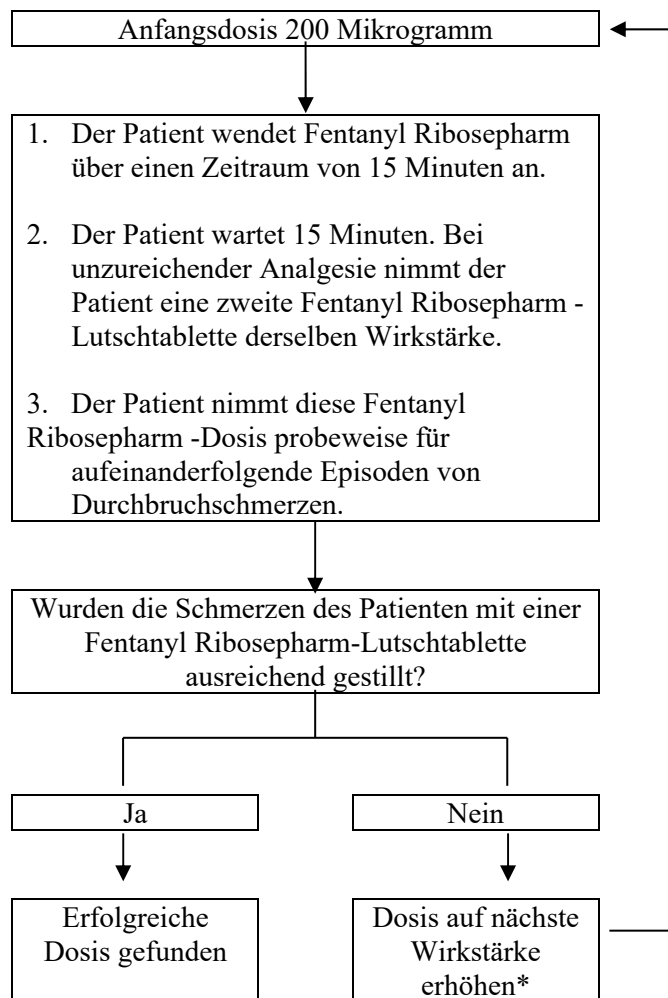 Anfangsdosis 200 Mikrogramm
1. Der Patient wendet Fentanyl Ribosepharm
über einen Zeitraum von 15 Minuten an.
2. Der Patient wartet 15 Minuten. Bei
unzureichender Analgesie nimmt der
Patient eine zweite Fentanyl Ribosepharm -
Lutschtablette derselben Wirkstärke.
3. Der Patient nimmt diese Fentanyl
Ribosepharm -Dosis probeweise für
aufeinanderfolgende Episoden von
Durchbruchschmerzen.
Wurden die Schmerzen des Patienten mit einer
Fentanyl Ribosepharm-Lutschtablette
ausreichend gestillt?
Ja
Nein
Erfolgreiche
Dosis gefunden
Dosis auf nächste
Wirkstärke
erhöhen*